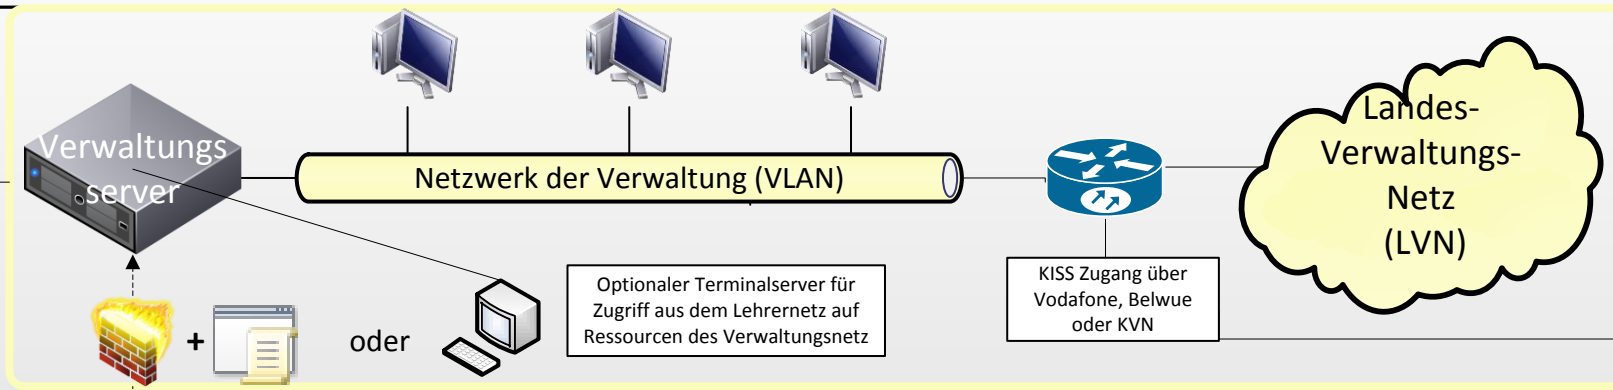 Verwaltungs
server
Netzwerk der Verwaltung (VLAN)
Landes-
Verwaltungs-
Netz
(LVN)
+
oder
Optionaler Terminalserver für
Zugriff aus dem Lehrernetz auf
Ressourcen des Verwaltungsnetz
KISS Zugang über
Vodafone, Belwue
oder KVN